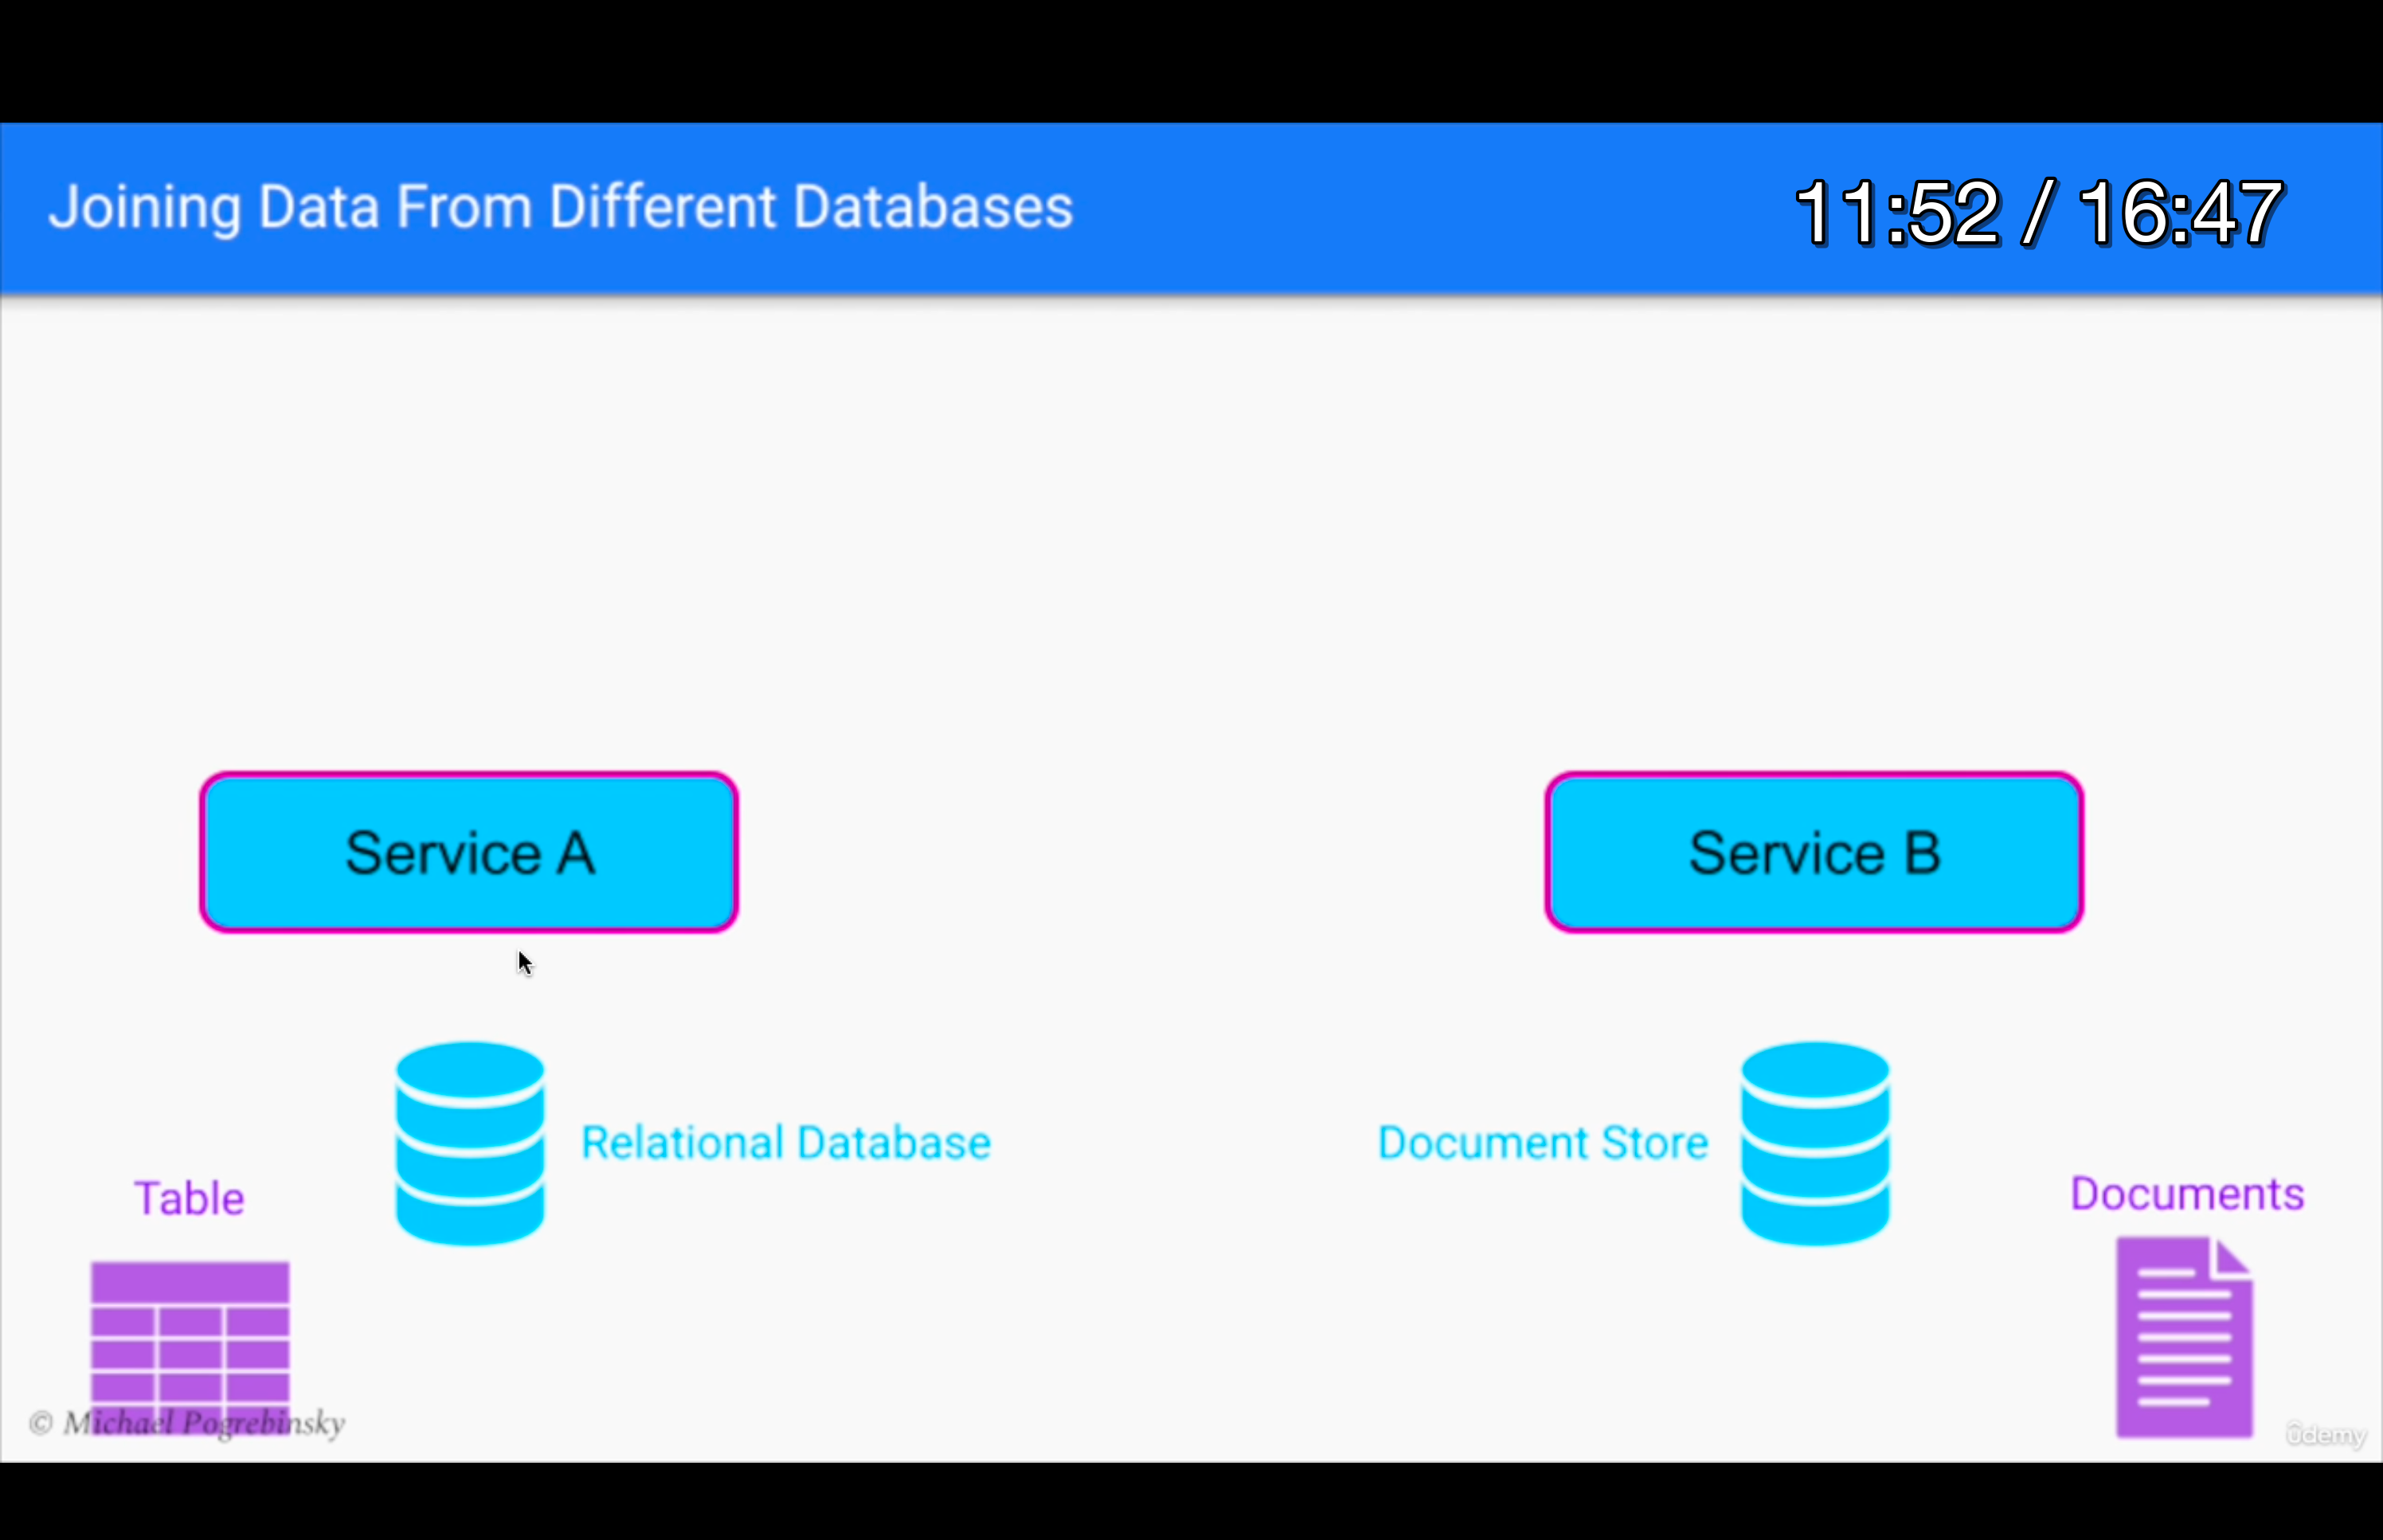 Joining Data From Different Databases
11:52 / 16:47
Service A
Service B
Relational Database
Document Store
Table
Documents
© Michael Pogrebinsky
ûdemy